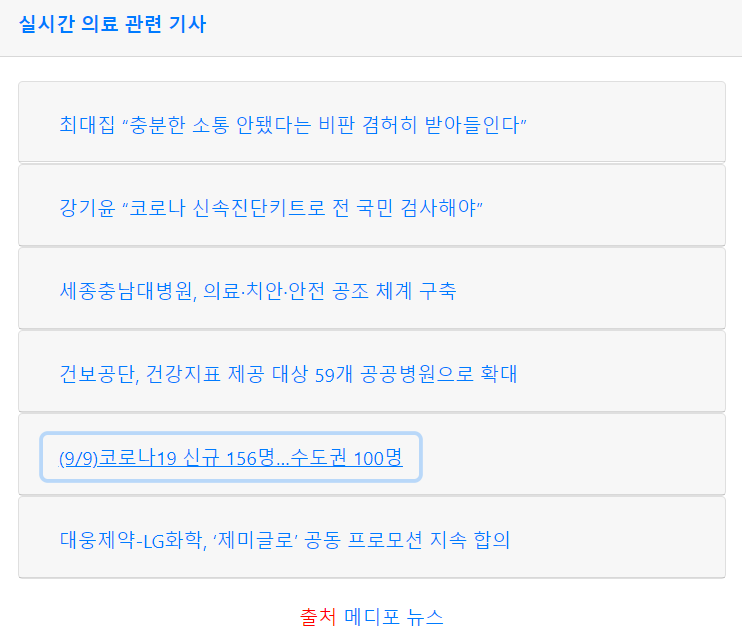 실시간 의료 관련 기사
최대집 “충분한 소통 안됐다는 비판 겸허히 받아들인다”
강기윤 “코로나 신속진단키트로 전 국민 검사해야”
세종충남대병원, 의료·치안·안전 공조 체계 구축
건보공단, 건강지표 제공 대상 59개 공공병원으로 확대
(9/9)코로나19 신규 156명...수도권 100명
대웅제약-LG화학, ‘제미글로’ 공동 프로모션 지속 합의
출처 메디포 뉴스